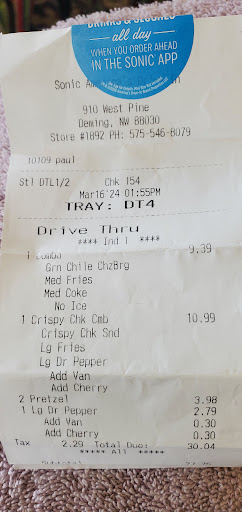 DRINKS & SLUSHES
all day
WHEN YOU ORDER AHEAD
IN THE SONIC APP
Sonic
910 West Pine
Deming, NW 88030
Store #1892 PH: 575-546-8079
10109 paul
Stl DTL1/2 Chk 154
Mar16'24 01:55PM
TRAY: DT4
Drive Thru
**** Ind 1 ****
1 Combo 9.39
Grn Chile ChzBrg
Med Fries
Med Coke
No Ice
1 Crispy Chk Cmb 10.99
Crispy Chk Snd
Lg Fries
Lg Dr Pepper
Add Van
Add Cherry
2 Pretzel 3.98
1 Lg Dr Pepper 2.79
Add Van 0.30
Add Cherry 0.30
Tax 2.29 Total Due: 30.04
***** All *****